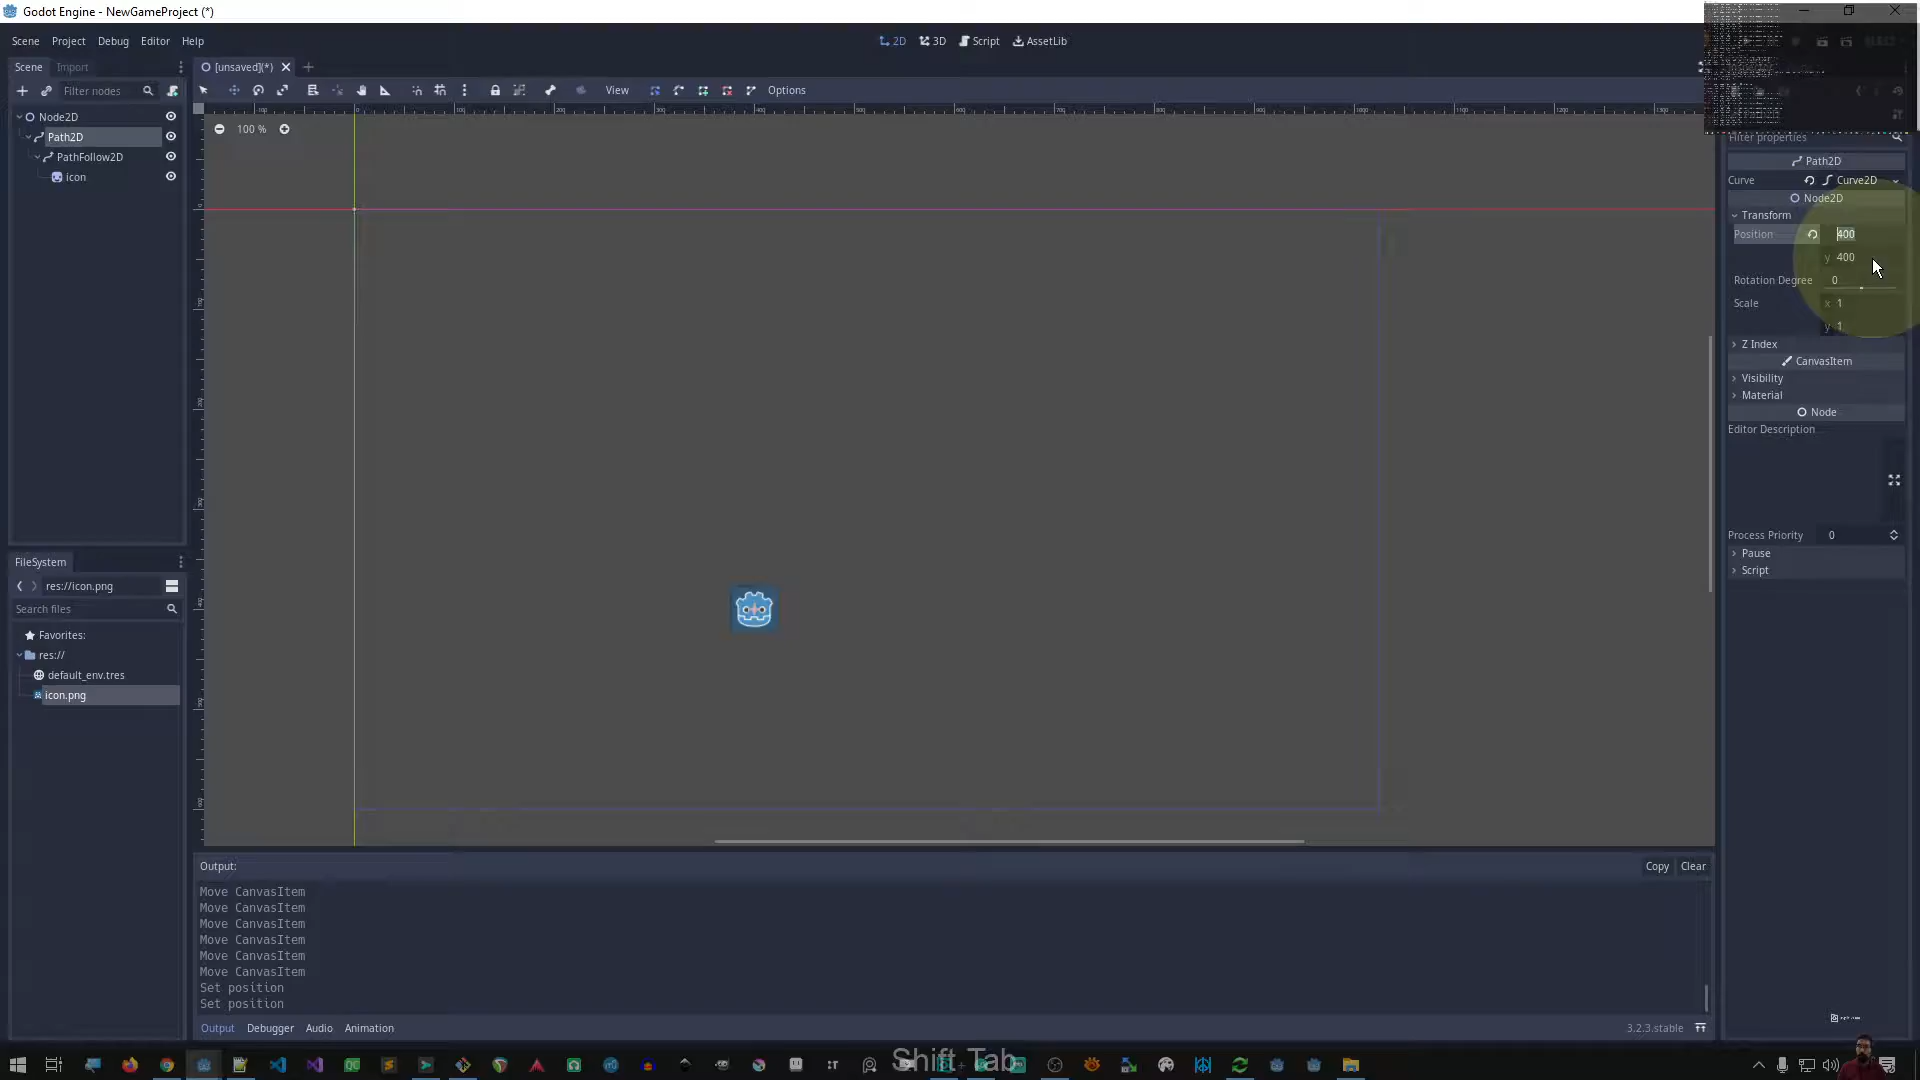 Godot Engine - NewGameProject (*)
Scene Project Debug Editor Help
2D 3D Script AssetLib
Scene Import
[unsaved](*)
Filter nodes
View Options
100 %
Node2D
Path2D
PathFollow2D
icon
Filter properties
Path2D
Curve Curve2D
Node2D
Transform
Position 400
y 400
Rotation Degree 0
Scale x 1
y 1
Z Index
CanvasItem
Visibility
Material
Node
Editor Description
Process Priority 0
Pause
Script
FileSystem
res://icon.png
Search files
Favorites:
res://
default_env.tres
icon.png
Output: Copy Clear
Move CanvasItem
Move CanvasItem
Move CanvasItem
Move CanvasItem
Move CanvasItem
Move CanvasItem
Set position
Set position
Output Debugger Audio Animation 3.2.3.stable
Shift Tab